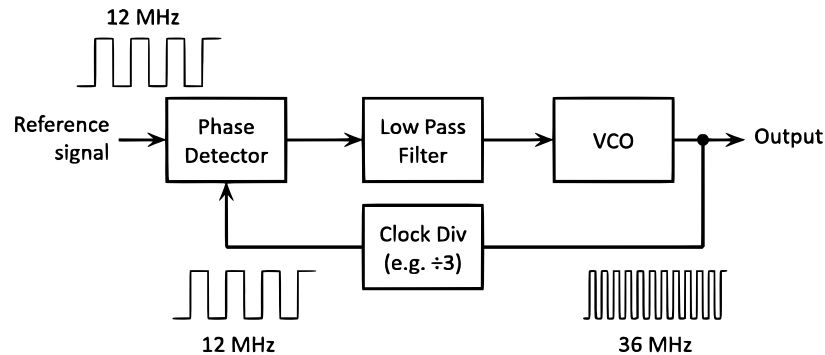 12 MHz
Reference
signal
Phase
Detector
Low Pass
Filter
VCO
Output
Clock Div
(e.g. ÷3)
12 MHz
36 MHz